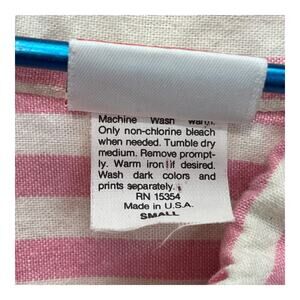 Machine Wash Warm.
Only non-chlorine bleach
when needed. Tumble dry
medium. Remove prompt-
ly. Warm iron if desired.
Wash dark colors and
prints separately.
RN 15354
Made in U.S.A.
SMALL